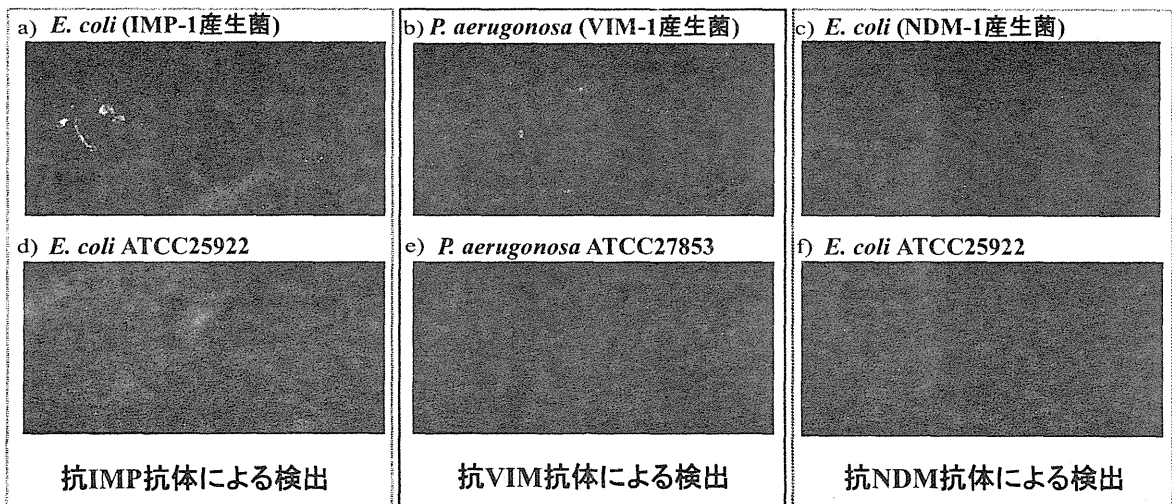 a) E. coli (IMP-1産生菌)
b) P. aerugonosa (VIM-1産生菌)
c) E. coli (NDM-1産生菌)
d) E. coli ATCC25922
e) P. aerugonosa ATCC27853
f) E. coli ATCC25922
抗IMP抗体による検出
抗VIM抗体による検出
抗NDM抗体による検出